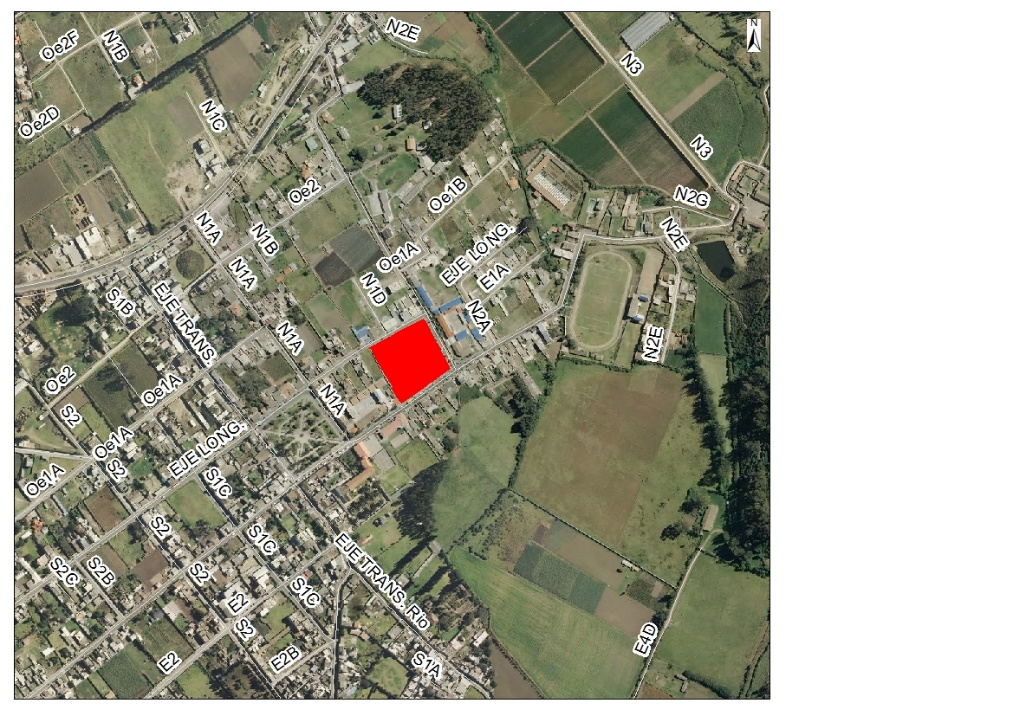 N
N2E
Oe2F
N1B
N3
N1C
Oe2D
N3
Oe2
Oe1B
N2G
N1A
N1B
N2E
EJE LONG.
Oe1A
N1A
E1A
N1D
S1B
EJE TRANS.
N2A
N1A
N2E
Oe2
Oe1A
N1A
S2
EJE LONG.
Oe1A
S2
Oe1A
S1C
S2
S1C
EJE TRANS. Rio
S2C
S2B
S2
S1C
E2
S2
E4D
E2
E2B
S1A